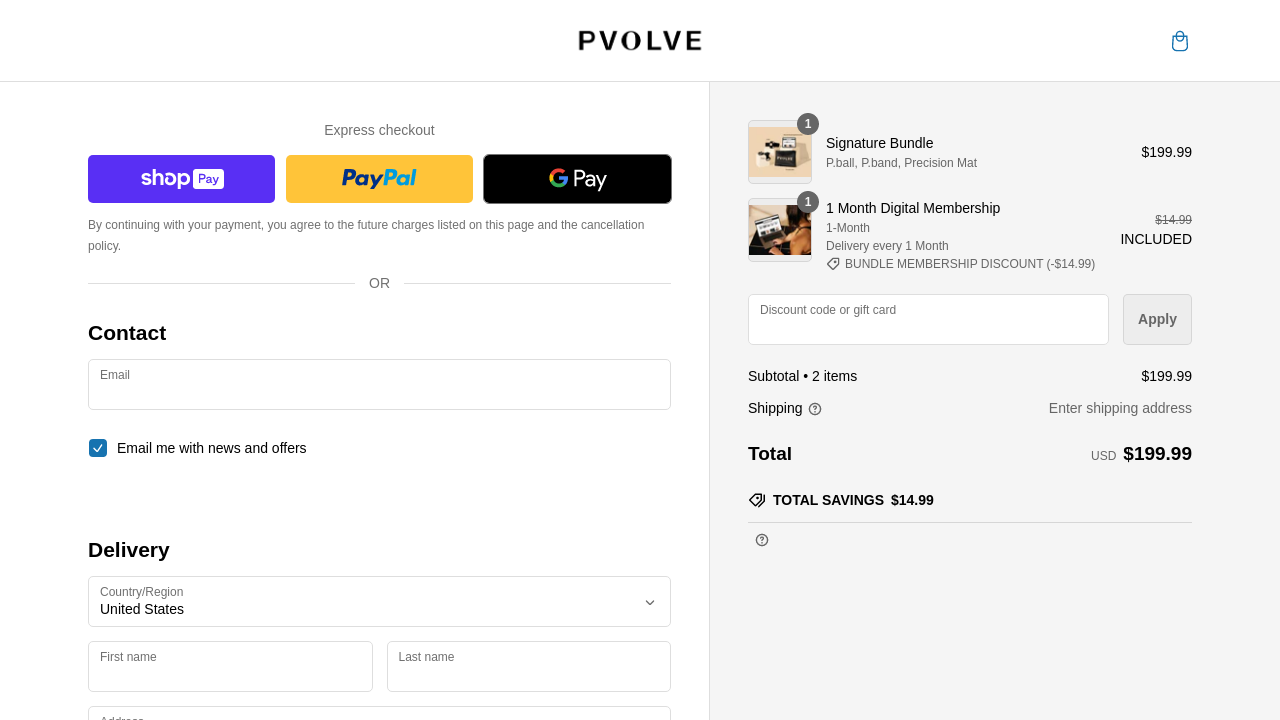 PVOLVE
Express checkout
shop Pay
PayPal
G Pay
By continuing with your payment, you agree to the future charges listed on this page and the cancellation
policy.
OR
Contact
Email
Email me with news and offers
Delivery
Country/Region
United States
First name
Last name
Address
1
Signature Bundle
P.ball, P.band, Precision Mat
$199.99
1
1 Month Digital Membership
1-Month
Delivery every 1 Month
BUNDLE MEMBERSHIP DISCOUNT (-$14.99)
$14.99
INCLUDED
Discount code or gift card
Apply
Subtotal • 2 items
$199.99
Shipping
Enter shipping address
Total
USD $199.99
TOTAL SAVINGS $14.99